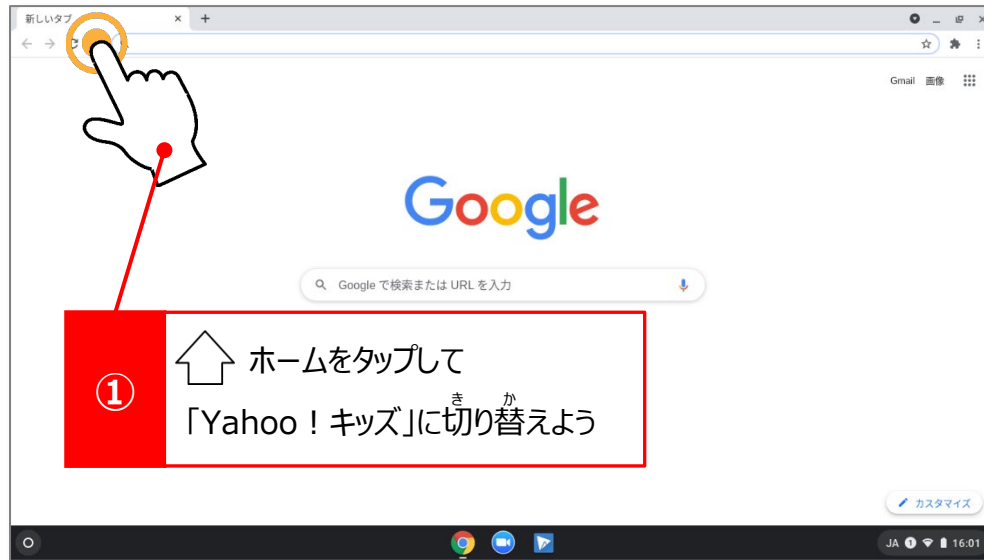 新しいタブ
Gmail 画像
Google
Google で検索または URL を入力
① ホームをタップして
「Yahoo！キッズ」に切り替えよう
き か
カスタマイズ
JA 1 16:01